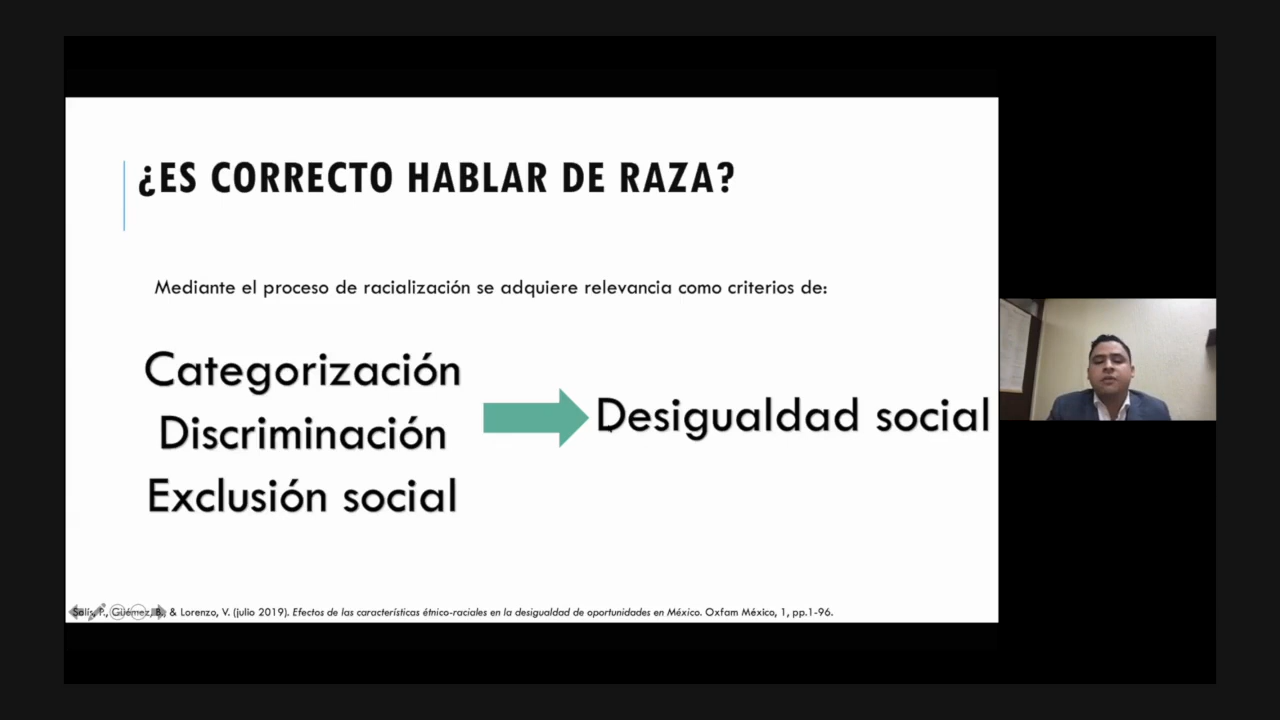 ¿ES CORRECTO HABLAR DE RAZA?
Mediante el proceso de racialización se adquiere relevancia como criterios de:
Categorización
Discriminación
Exclusión social
Desigualdad social
Solís, P., Güémez, B., & Lorenzo, V. (julio 2019). Efectos de las características étnico-raciales en la desigualdad de oportunidades en México. Oxfam México, 1, pp.1-96.